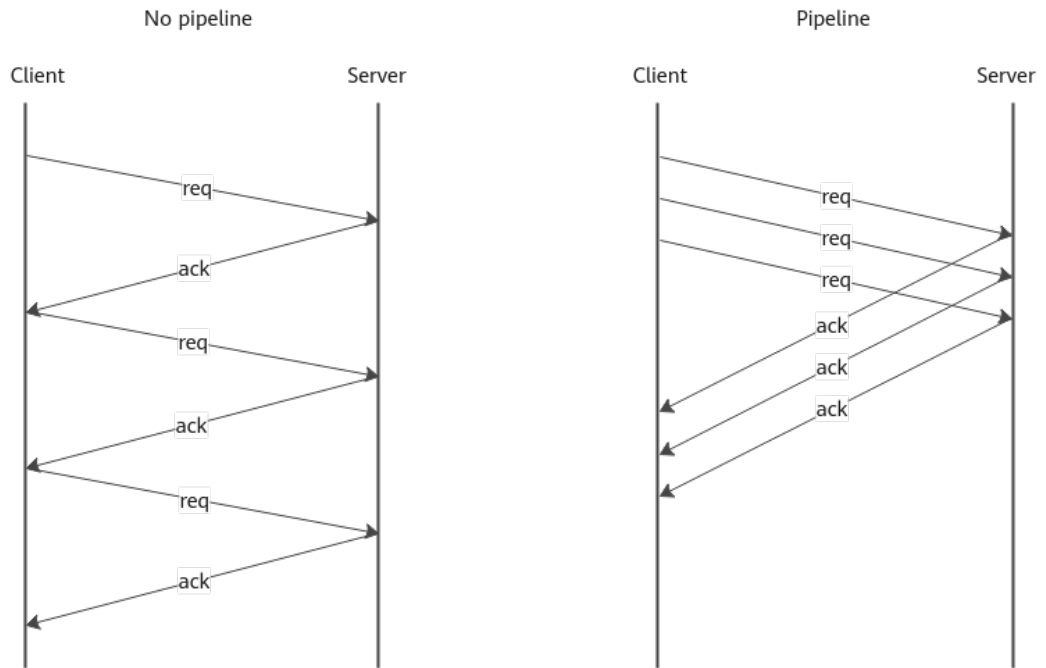 No pipeline
Client
Server
req
ack
req
ack
req
ack
Pipeline
Client
Server
req
req
req
ack
ack
ack